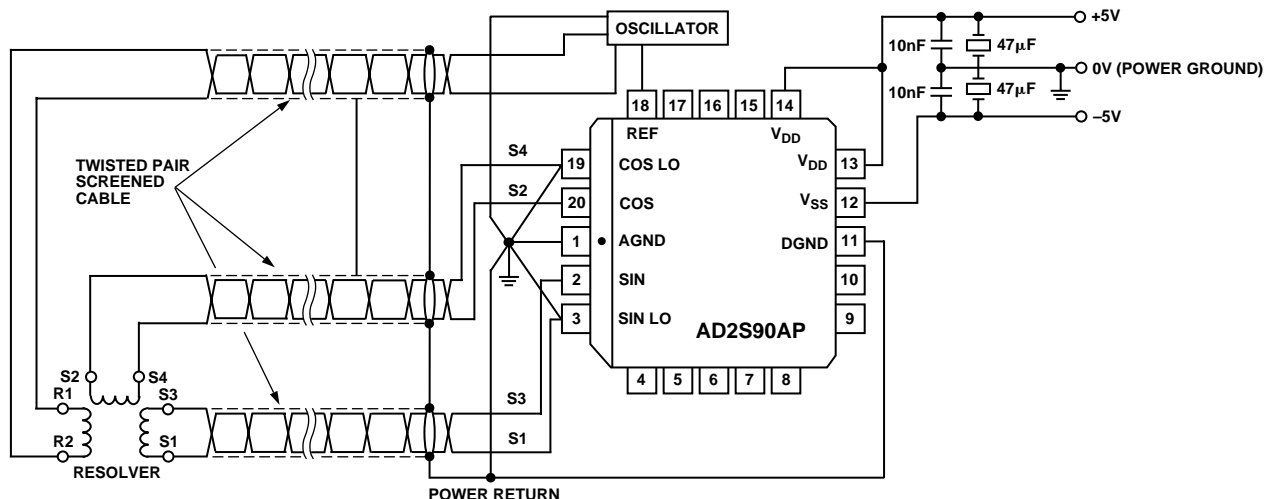 OSCILLATOR
+5V
10nF
47μF
0V (POWER GROUND)
10nF
47μF
–5V
18
17
16
15
14
REF
VDD
TWISTED PAIR
SCREENED
CABLE
S4
19
COS LO
VDD
13
S2
20
COS
VSS
12
1
AGND
DGND
11
2
SIN
10
3
SIN LO
9
AD2S90AP
4
5
6
7
8
S2
S4
R1
S3
R2
S1
RESOLVER
S3
S1
POWER RETURN